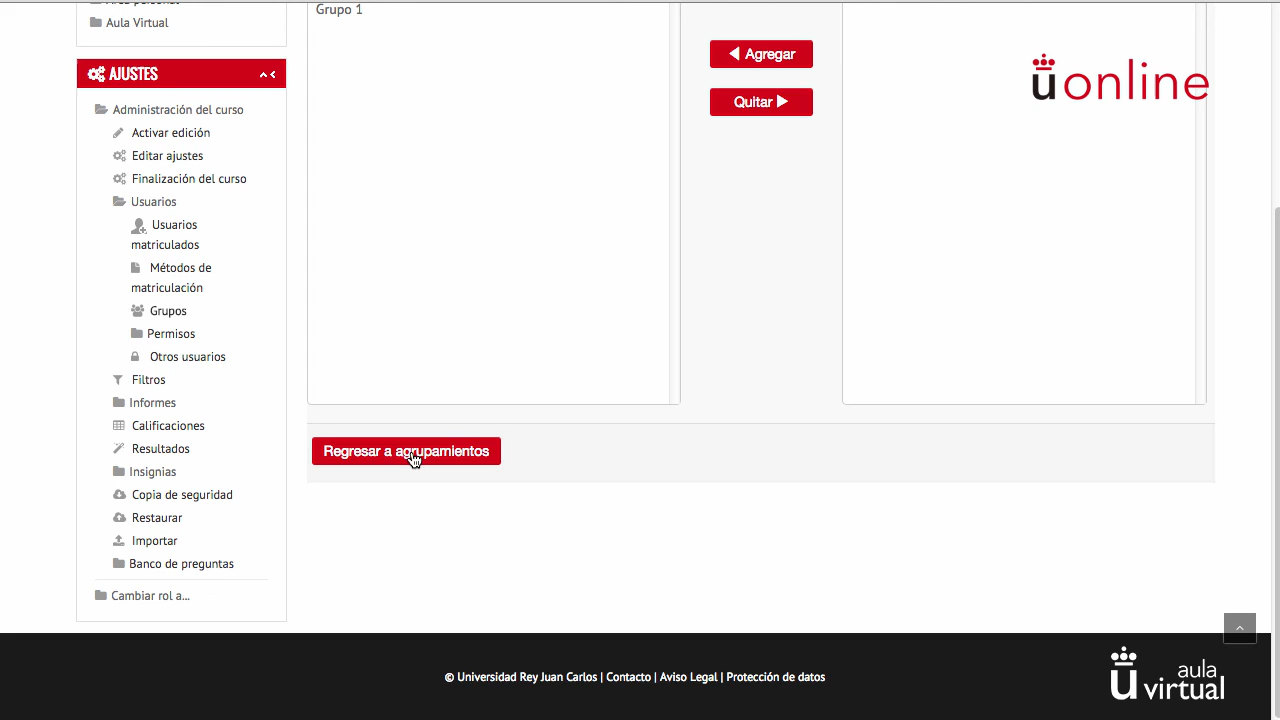 Aula Virtual
AJUSTES
Administración del curso
Activar edición
Editar ajustes
Finalización del curso
Usuarios
Usuarios
matriculados
Métodos de
matriculación
Grupos
Permisos
Otros usuarios
Filtros
Informes
Calificaciones
Resultados
Insignias
Copia de seguridad
Restaurar
Importar
Banco de preguntas
Cambiar rol a...
Grupo 1
Agregar
Quitar
uonline
Regresar a agrupamientos
© Universidad Rey Juan Carlos | Contacto | Aviso Legal | Protección de datos
u aula
virtual